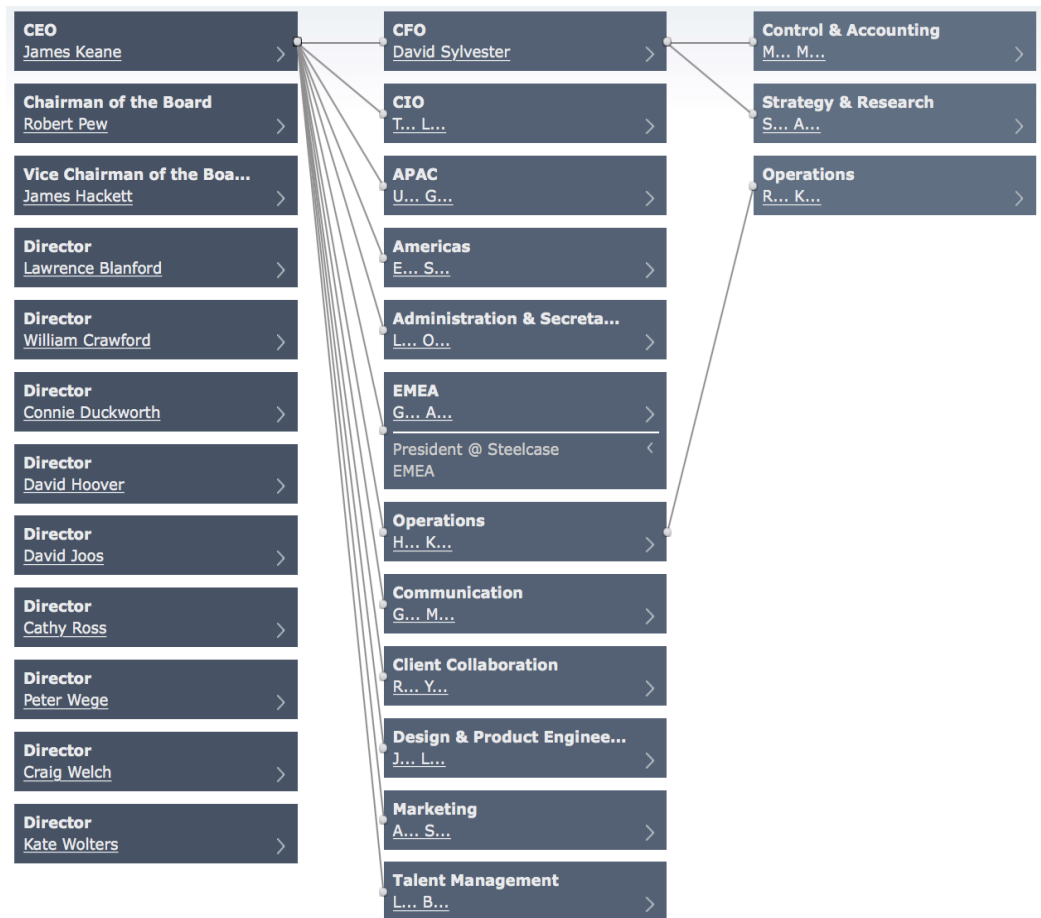 CEO
James Keane
Chairman of the Board
Robert Pew
Vice Chairman of the Boa...
James Hackett
Director
Lawrence Blanford
Director
William Crawford
Director
Connie Duckworth
Director
David Hoover
Director
David Joos
Director
Cathy Ross
Director
Peter Wege
Director
Craig Welch
Director
Kate Wolters
CFO
David Sylvester
CIO
T... L...
APAC
U... G...
Americas
E... S...
Administration & Secreta...
L... O...
EMEA
G... A...
President @ Steelcase
EMEA
Operations
H... K...
Communication
G... M...
Client Collaboration
R... Y...
Design & Product Enginee...
J... L...
Marketing
A... S...
Talent Management
L... B...
Control & Accounting
M... M...
Strategy & Research
S... A...
Operations
R... K...